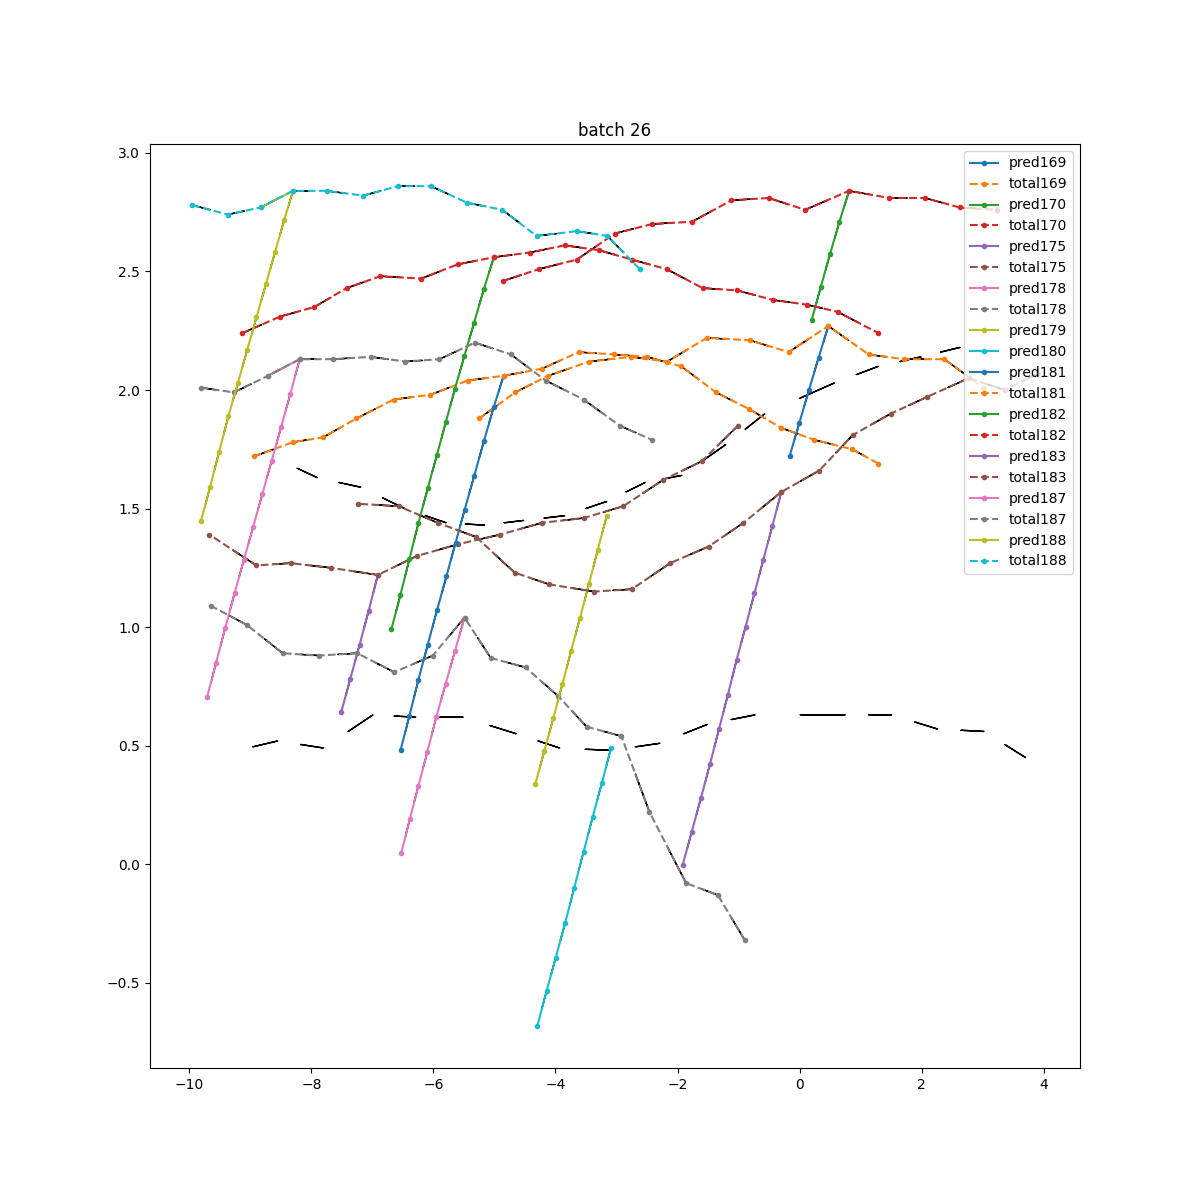 batch 26
3.0
2.5
2.0
1.5
1.0
0.5
0.0
−0.5
−10
−8
−6
−4
−2
0
2
4
pred169
total169
pred170
total170
pred175
total175
pred178
total178
pred179
pred180
pred181
total181
pred182
total182
pred183
total183
pred187
total187
pred188
total188